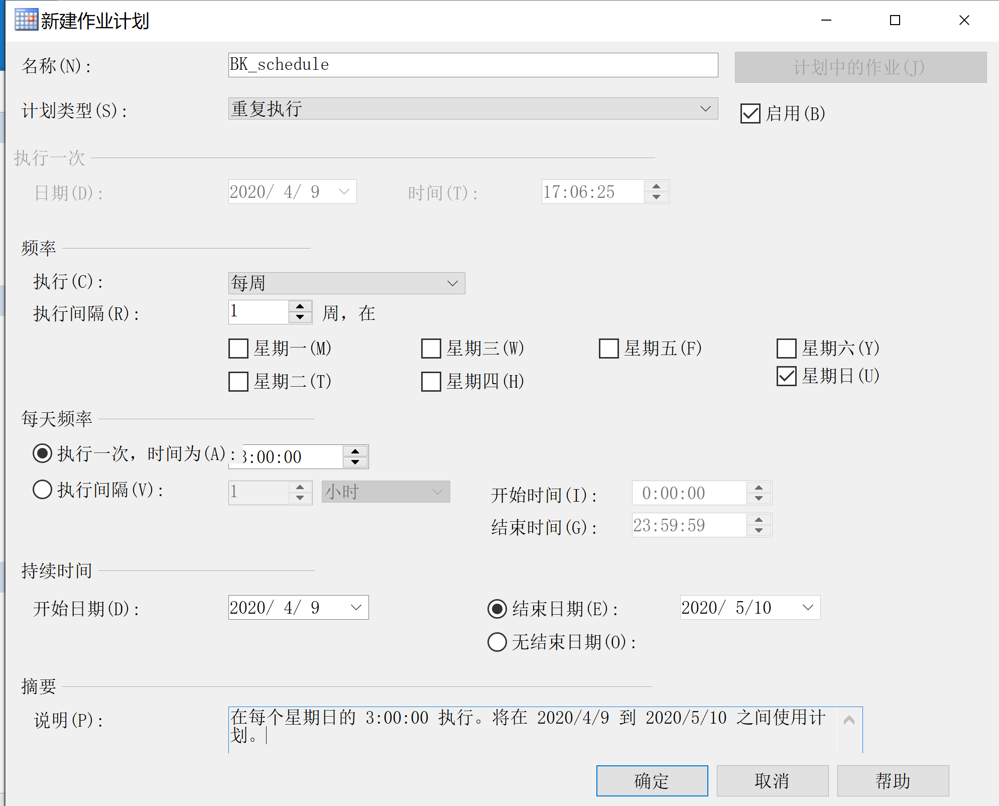 新建作业计划
名称(N):
BK_schedule
计划中的作业(J)
计划类型(S):
重复执行
启用(B)
执行一次
日期(D):
2020/ 4/ 9
时间(T):
17:06:25
频率
执行(C):
每周
执行间隔(R):
1
周，在
星期一(M)
星期三(W)
星期五(F)
星期六(Y)
星期二(T)
星期四(H)
星期日(U)
每天频率
执行一次，时间为(A):
3:00:00
执行间隔(V):
1
小时
开始时间(I):
0:00:00
结束时间(G):
23:59:59
持续时间
开始日期(D):
2020/ 4/ 9
结束日期(E):
2020/ 5/10
无结束日期(O):
摘要
说明(P):
在每个星期日的 3:00:00 执行。将在 2020/4/9 到 2020/5/10 之间使用计
划。
确定
取消
帮助